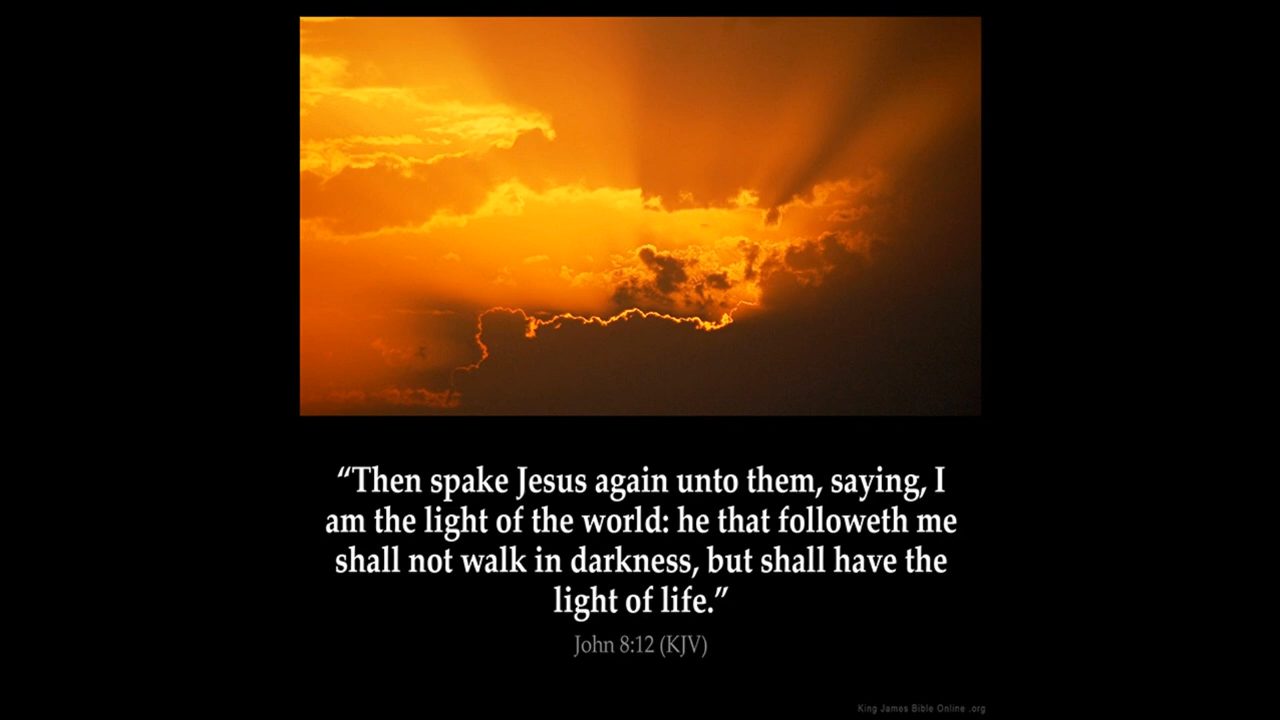 “Then spake Jesus again unto them, saying, I
am the light of the world: he that followeth me
shall not walk in darkness, but shall have the
light of life.”
John 8:12 (KJV)
King James Bible Online .org